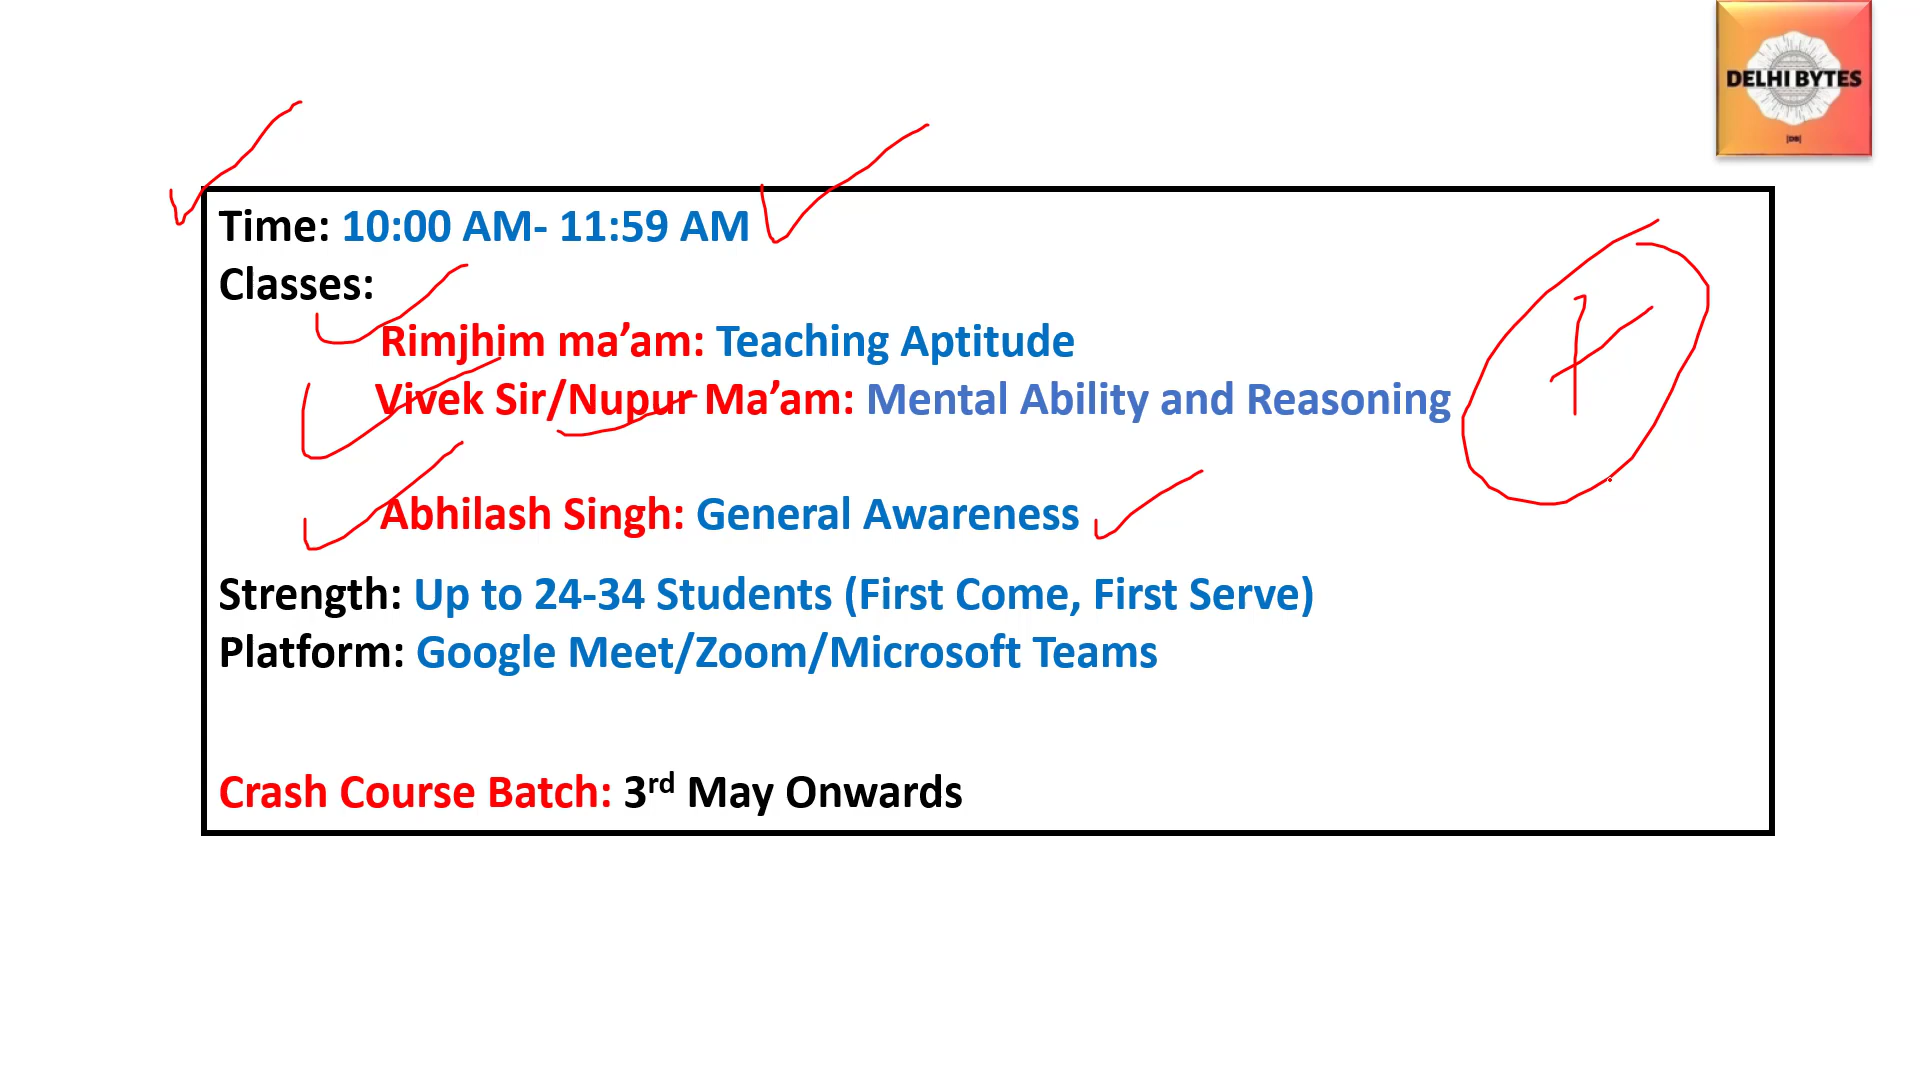 DELHI BYTES
|DB|
Time: 10:00 AM- 11:59 AM
Classes:
Rimjhim ma’am: Teaching Aptitude
Vivek Sir/Nupur Ma’am: Mental Ability and Reasoning
+
Abhilash Singh: General Awareness
Strength: Up to 24-34 Students (First Come, First Serve)
Platform: Google Meet/Zoom/Microsoft Teams
Crash Course Batch: 3rd May Onwards